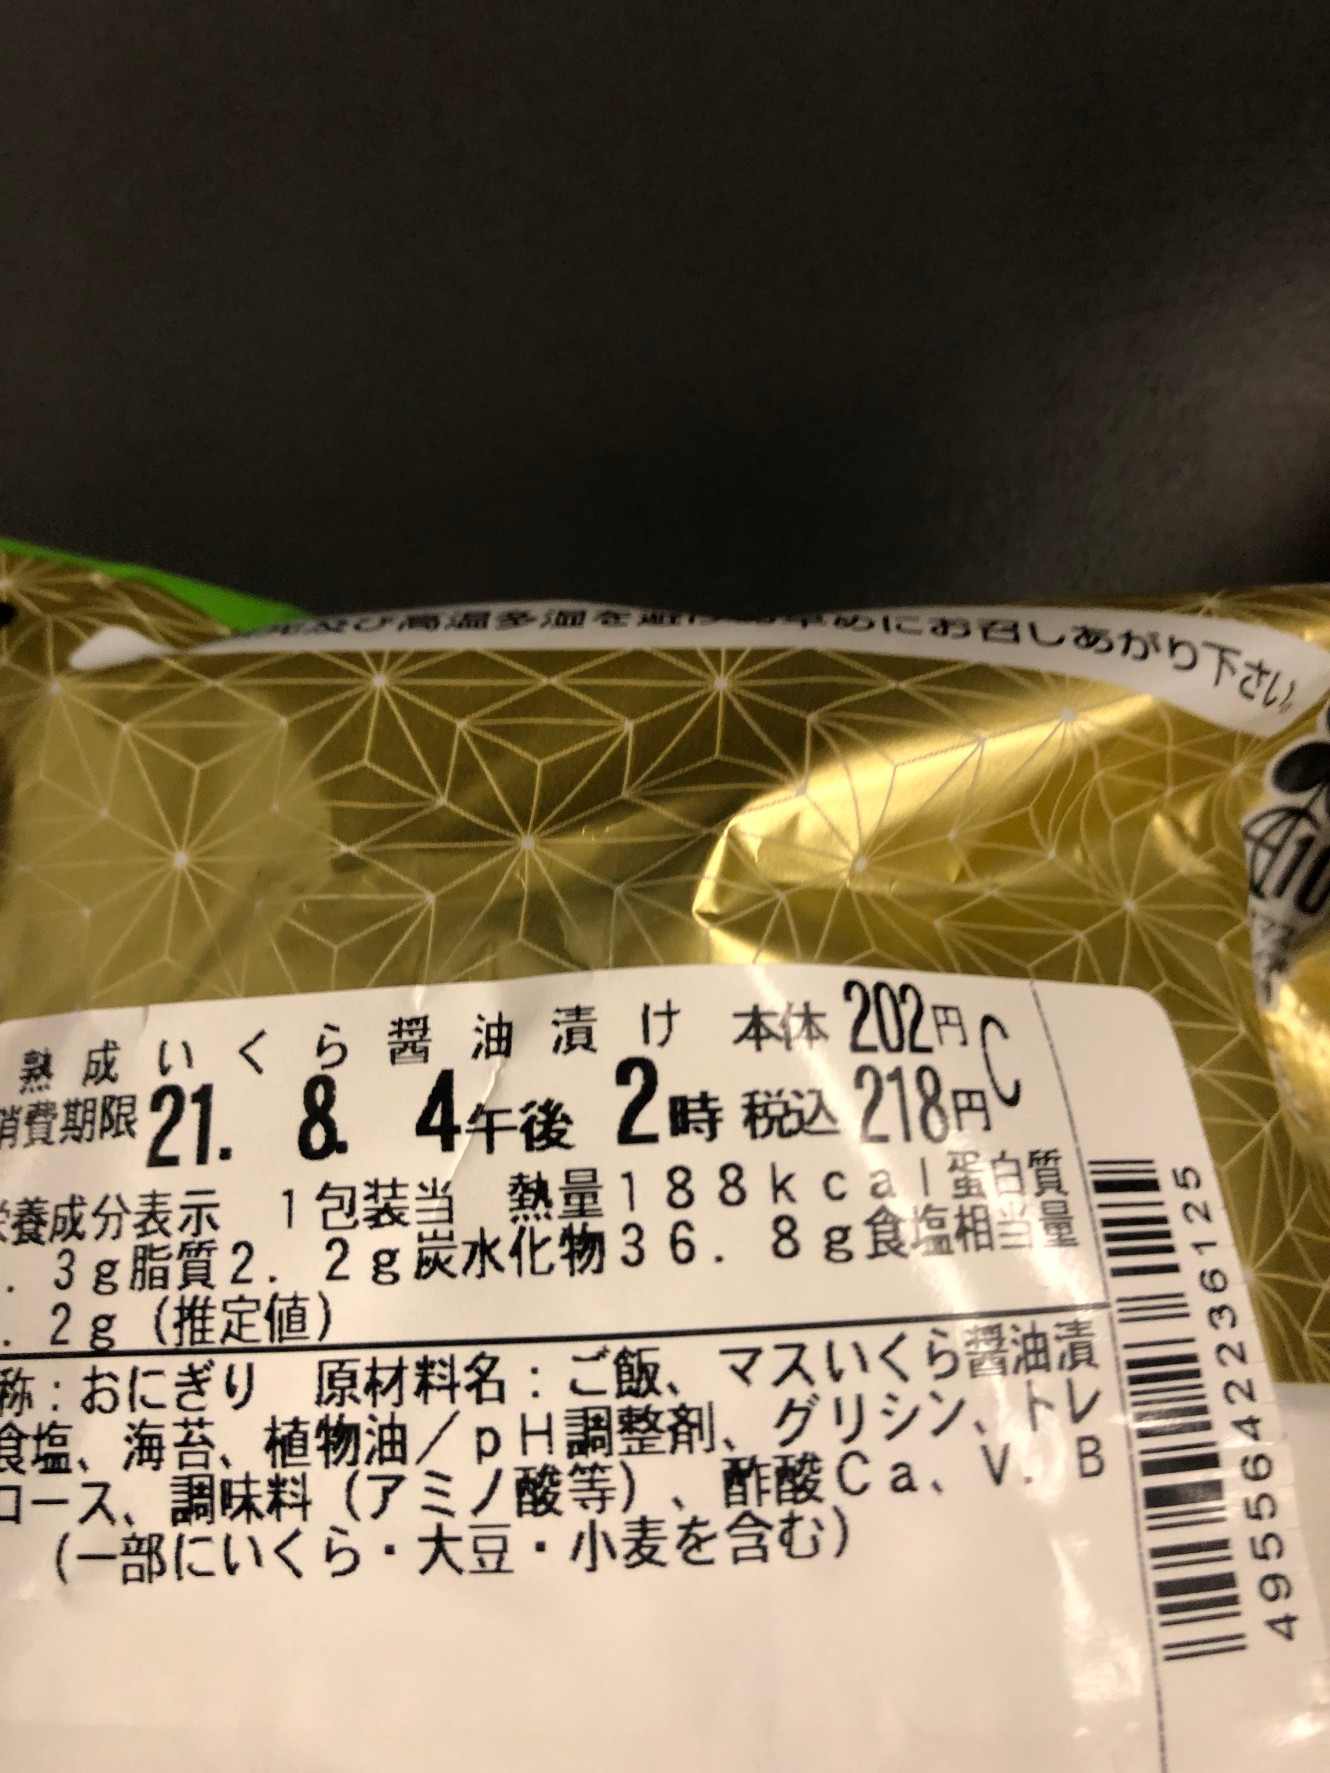 及び高温多湿を避けお早めにお召しあがり下さい。
熟成いくら醤油漬け 本体 202円 C
消費期限 21. 8. 4午後 2時 税込 218円
栄養成分表示 1包装当 熱量188kcal蛋白質
.3g脂質2.2g炭水化物36.8g食塩相当量
.2g(推定値)
称:おにぎり 原材料名:ご飯、マスいくら醤油漬
食塩、海苔、植物油/pH調整剤、グリシン、トレ
ロース、調味料(アミノ酸等)、酢酸Ca、V.B
(一部にいくら・大豆・小麦を含む)
4955642236125